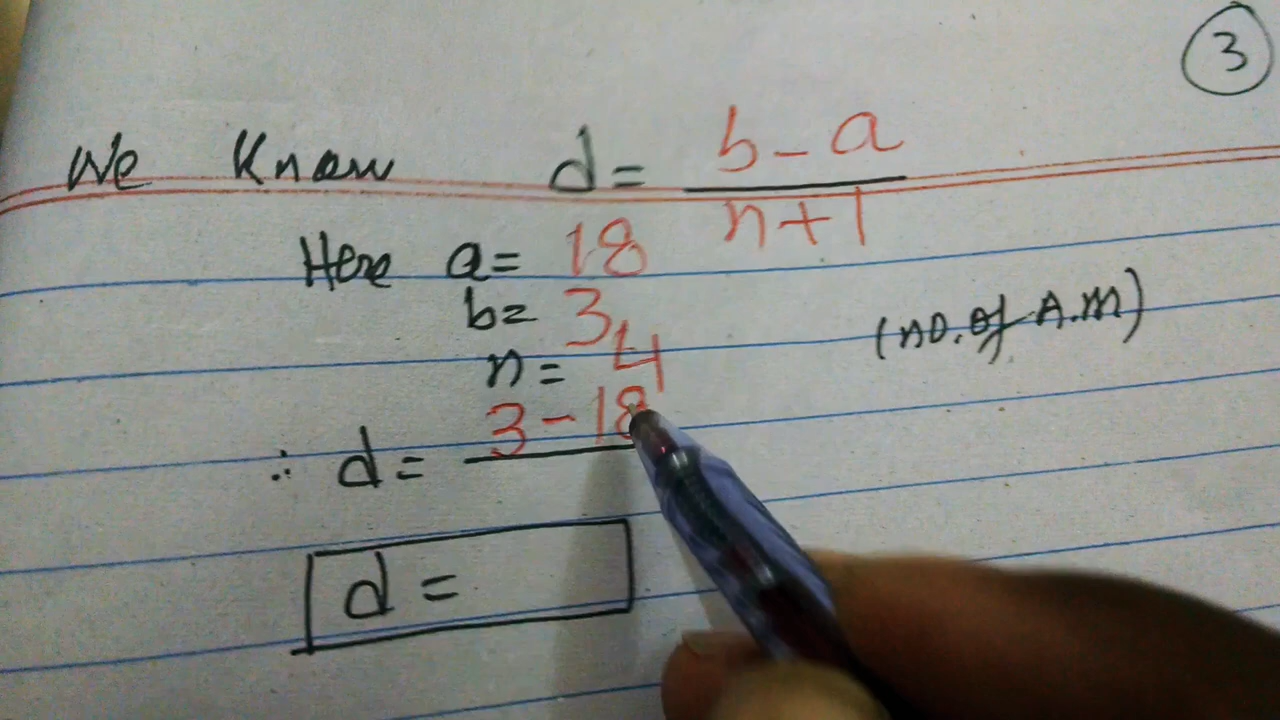 3
We Know d = b - a
n + 1
Here a = 18
b = 3
n = 4 (no. of A.M)
3 - 18
∴ d =
d =